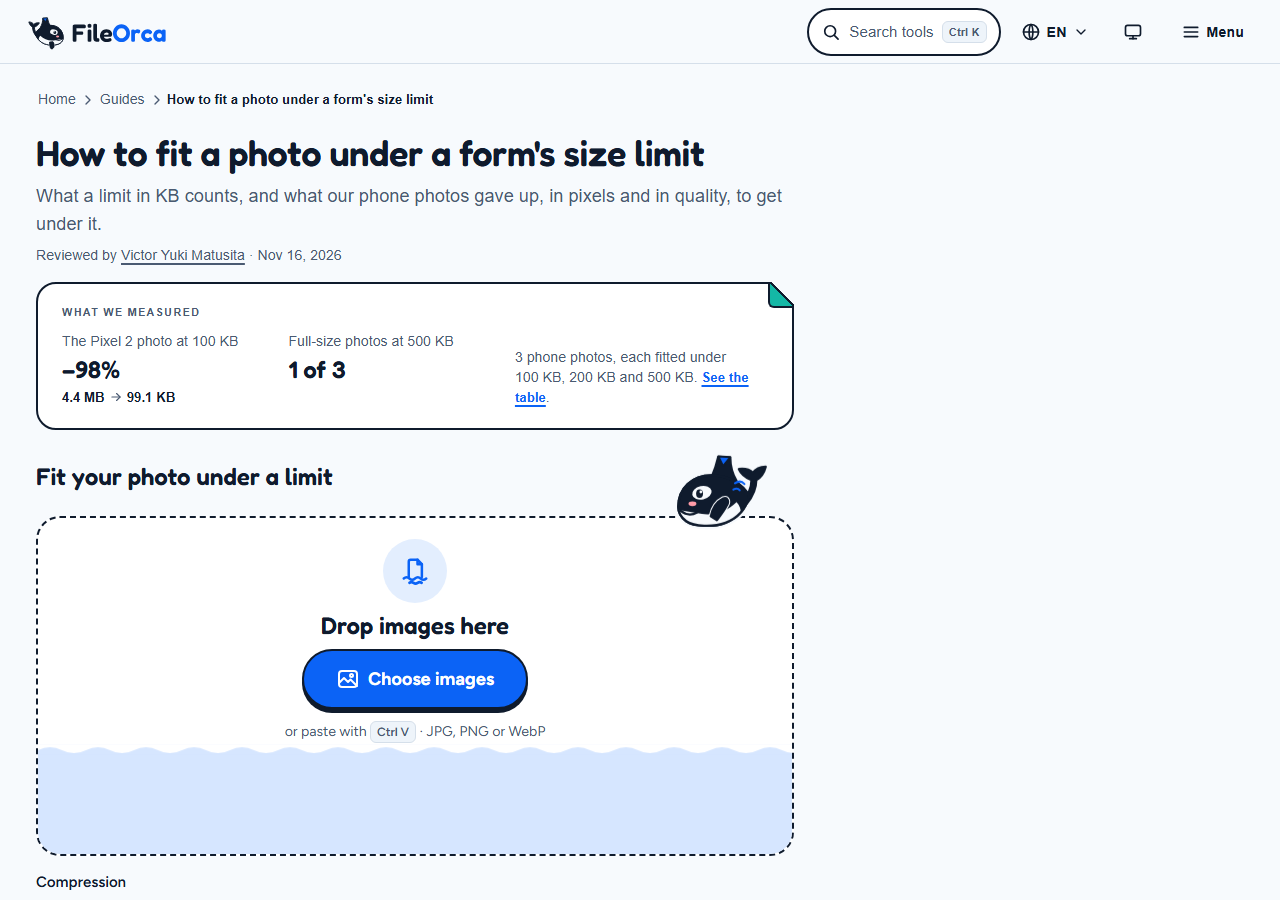 FileOrca
Search tools Ctrl K
EN
Menu
Home > Guides > How to fit a photo under a form's size limit
How to fit a photo under a form's size limit
What a limit in KB counts, and what our phone photos gave up, in pixels and in quality, to get
under it.
Reviewed by Victor Yuki Matusita · Nov 16, 2026
WHAT WE MEASURED
The Pixel 2 photo at 100 KB
−98%
4.4 MB → 99.1 KB
Full-size photos at 500 KB
1 of 3
3 phone photos, each fitted under
100 KB, 200 KB and 500 KB. See the
table.
Fit your photo under a limit
Drop images here
Choose images
or paste with Ctrl V · JPG, PNG or WebP
Compression